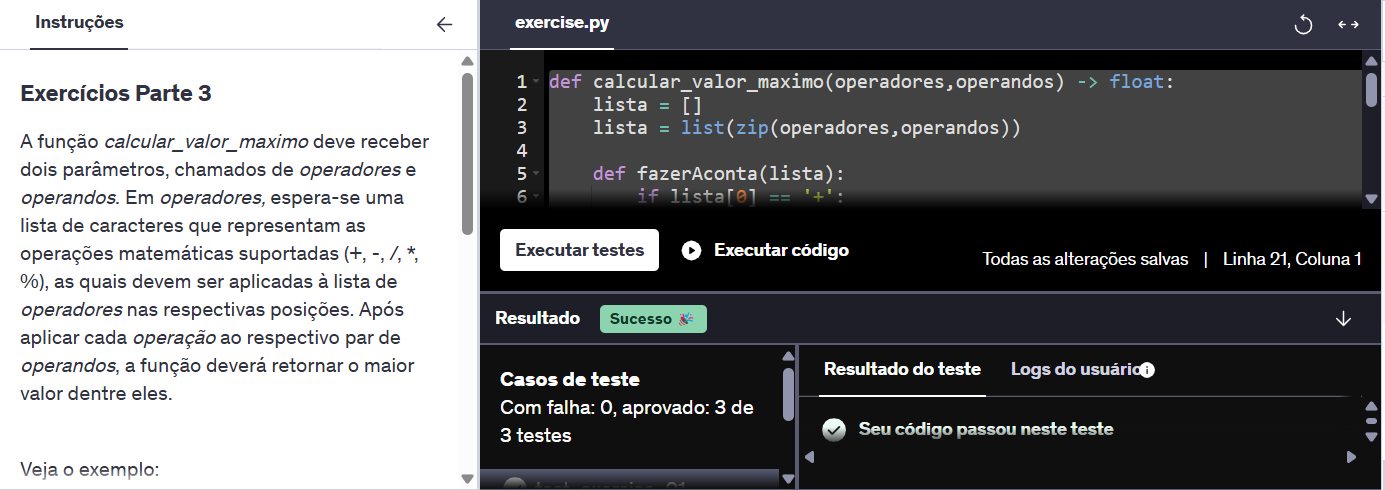 Instruções
Exercícios Parte 3
A função calcular_valor_maximo deve receber
dois parâmetros, chamados de operadores e
operandos. Em operadores, espera-se uma
lista de caracteres que representam as
operações matemáticas suportadas (+, -, /, *,
%), as quais devem ser aplicadas à lista de
operadores nas respectivas posições. Após
aplicar cada operação ao respectivo par de
operandos, a função deverá retornar o maior
valor dentre eles.
Veja o exemplo:
exercise.py
1 def calcular_valor_maximo(operadores,operandos) -> float:
2 lista = []
3 lista = list(zip(operadores,operandos))
4
5 def fazerAconta(lista):
6 if lista[0] == '+':
Executar testes
Executar código
Todas as alterações salvas | Linha 21, Coluna 1
Resultado
Sucesso 🎉
Casos de teste
Com falha: 0, aprovado: 3 de
3 testes
Resultado do teste
Logs do usuário
Seu código passou neste teste